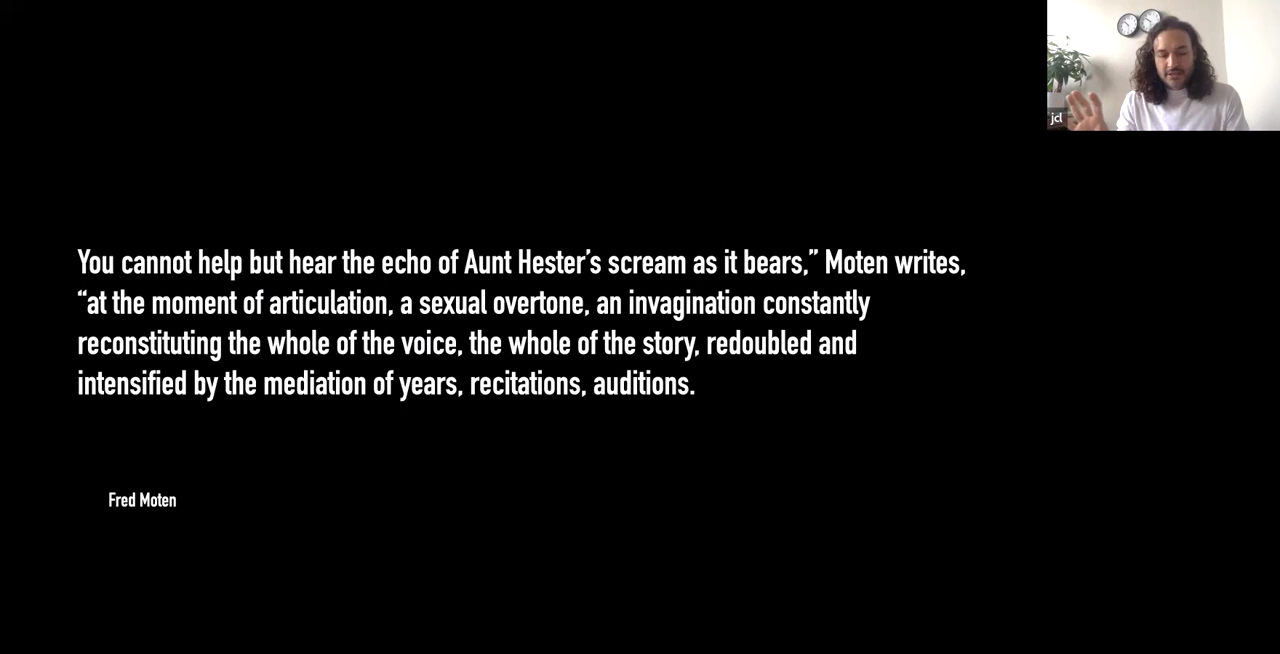 jcl
You cannot help but hear the echo of Aunt Hester’s scream as it bears,” Moten writes,
“at the moment of articulation, a sexual overtone, an invagination constantly
reconstituting the whole of the voice, the whole of the story, redoubled and
intensified by the mediation of years, recitations, auditions.
Fred Moten